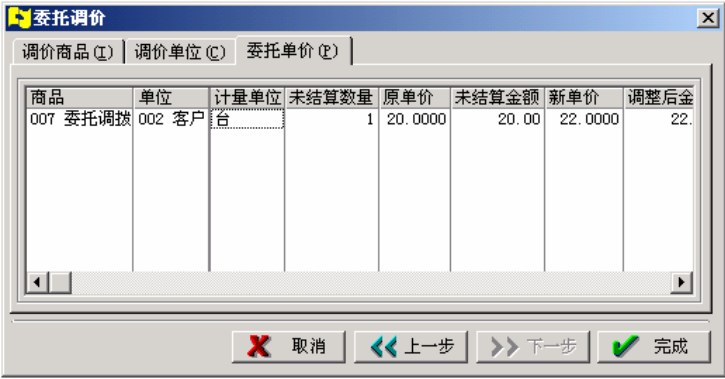 委托调价
调价商品(I) 调价单位(C) 委托单价(P)
商品 单位 计量单位 未结算数量 原单价 未结算金额 新单价 调整后金
007 委托调拨 002 客户 台 1 20.0000 20.00 22.0000 22.
取消 上一步 下一步 完成